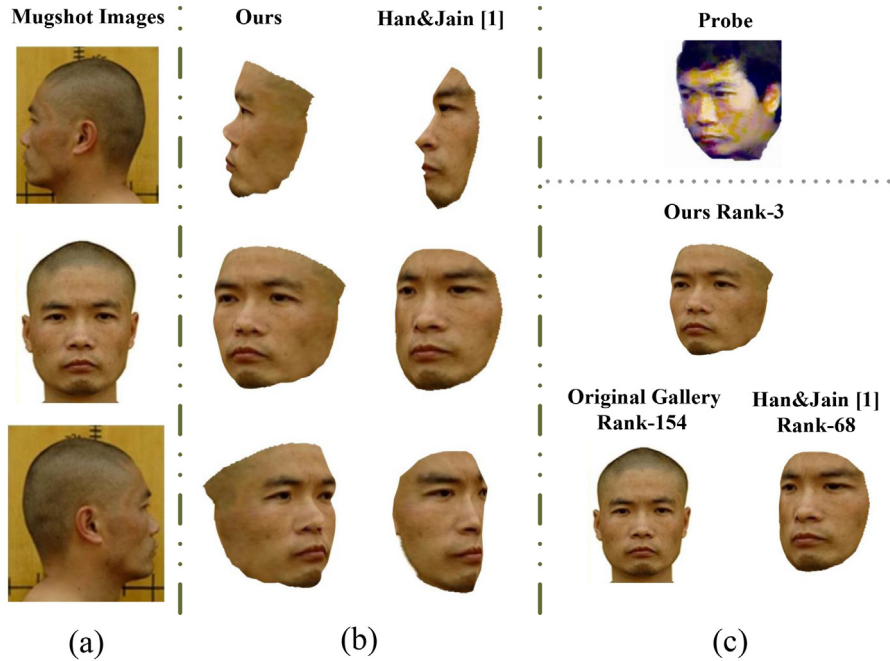 Mugshot Images
Ours
Han&Jain [1]
Probe
Ours Rank-3
Original Gallery
Rank-154
Han&Jain [1]
Rank-68
(a)
(b)
(c)